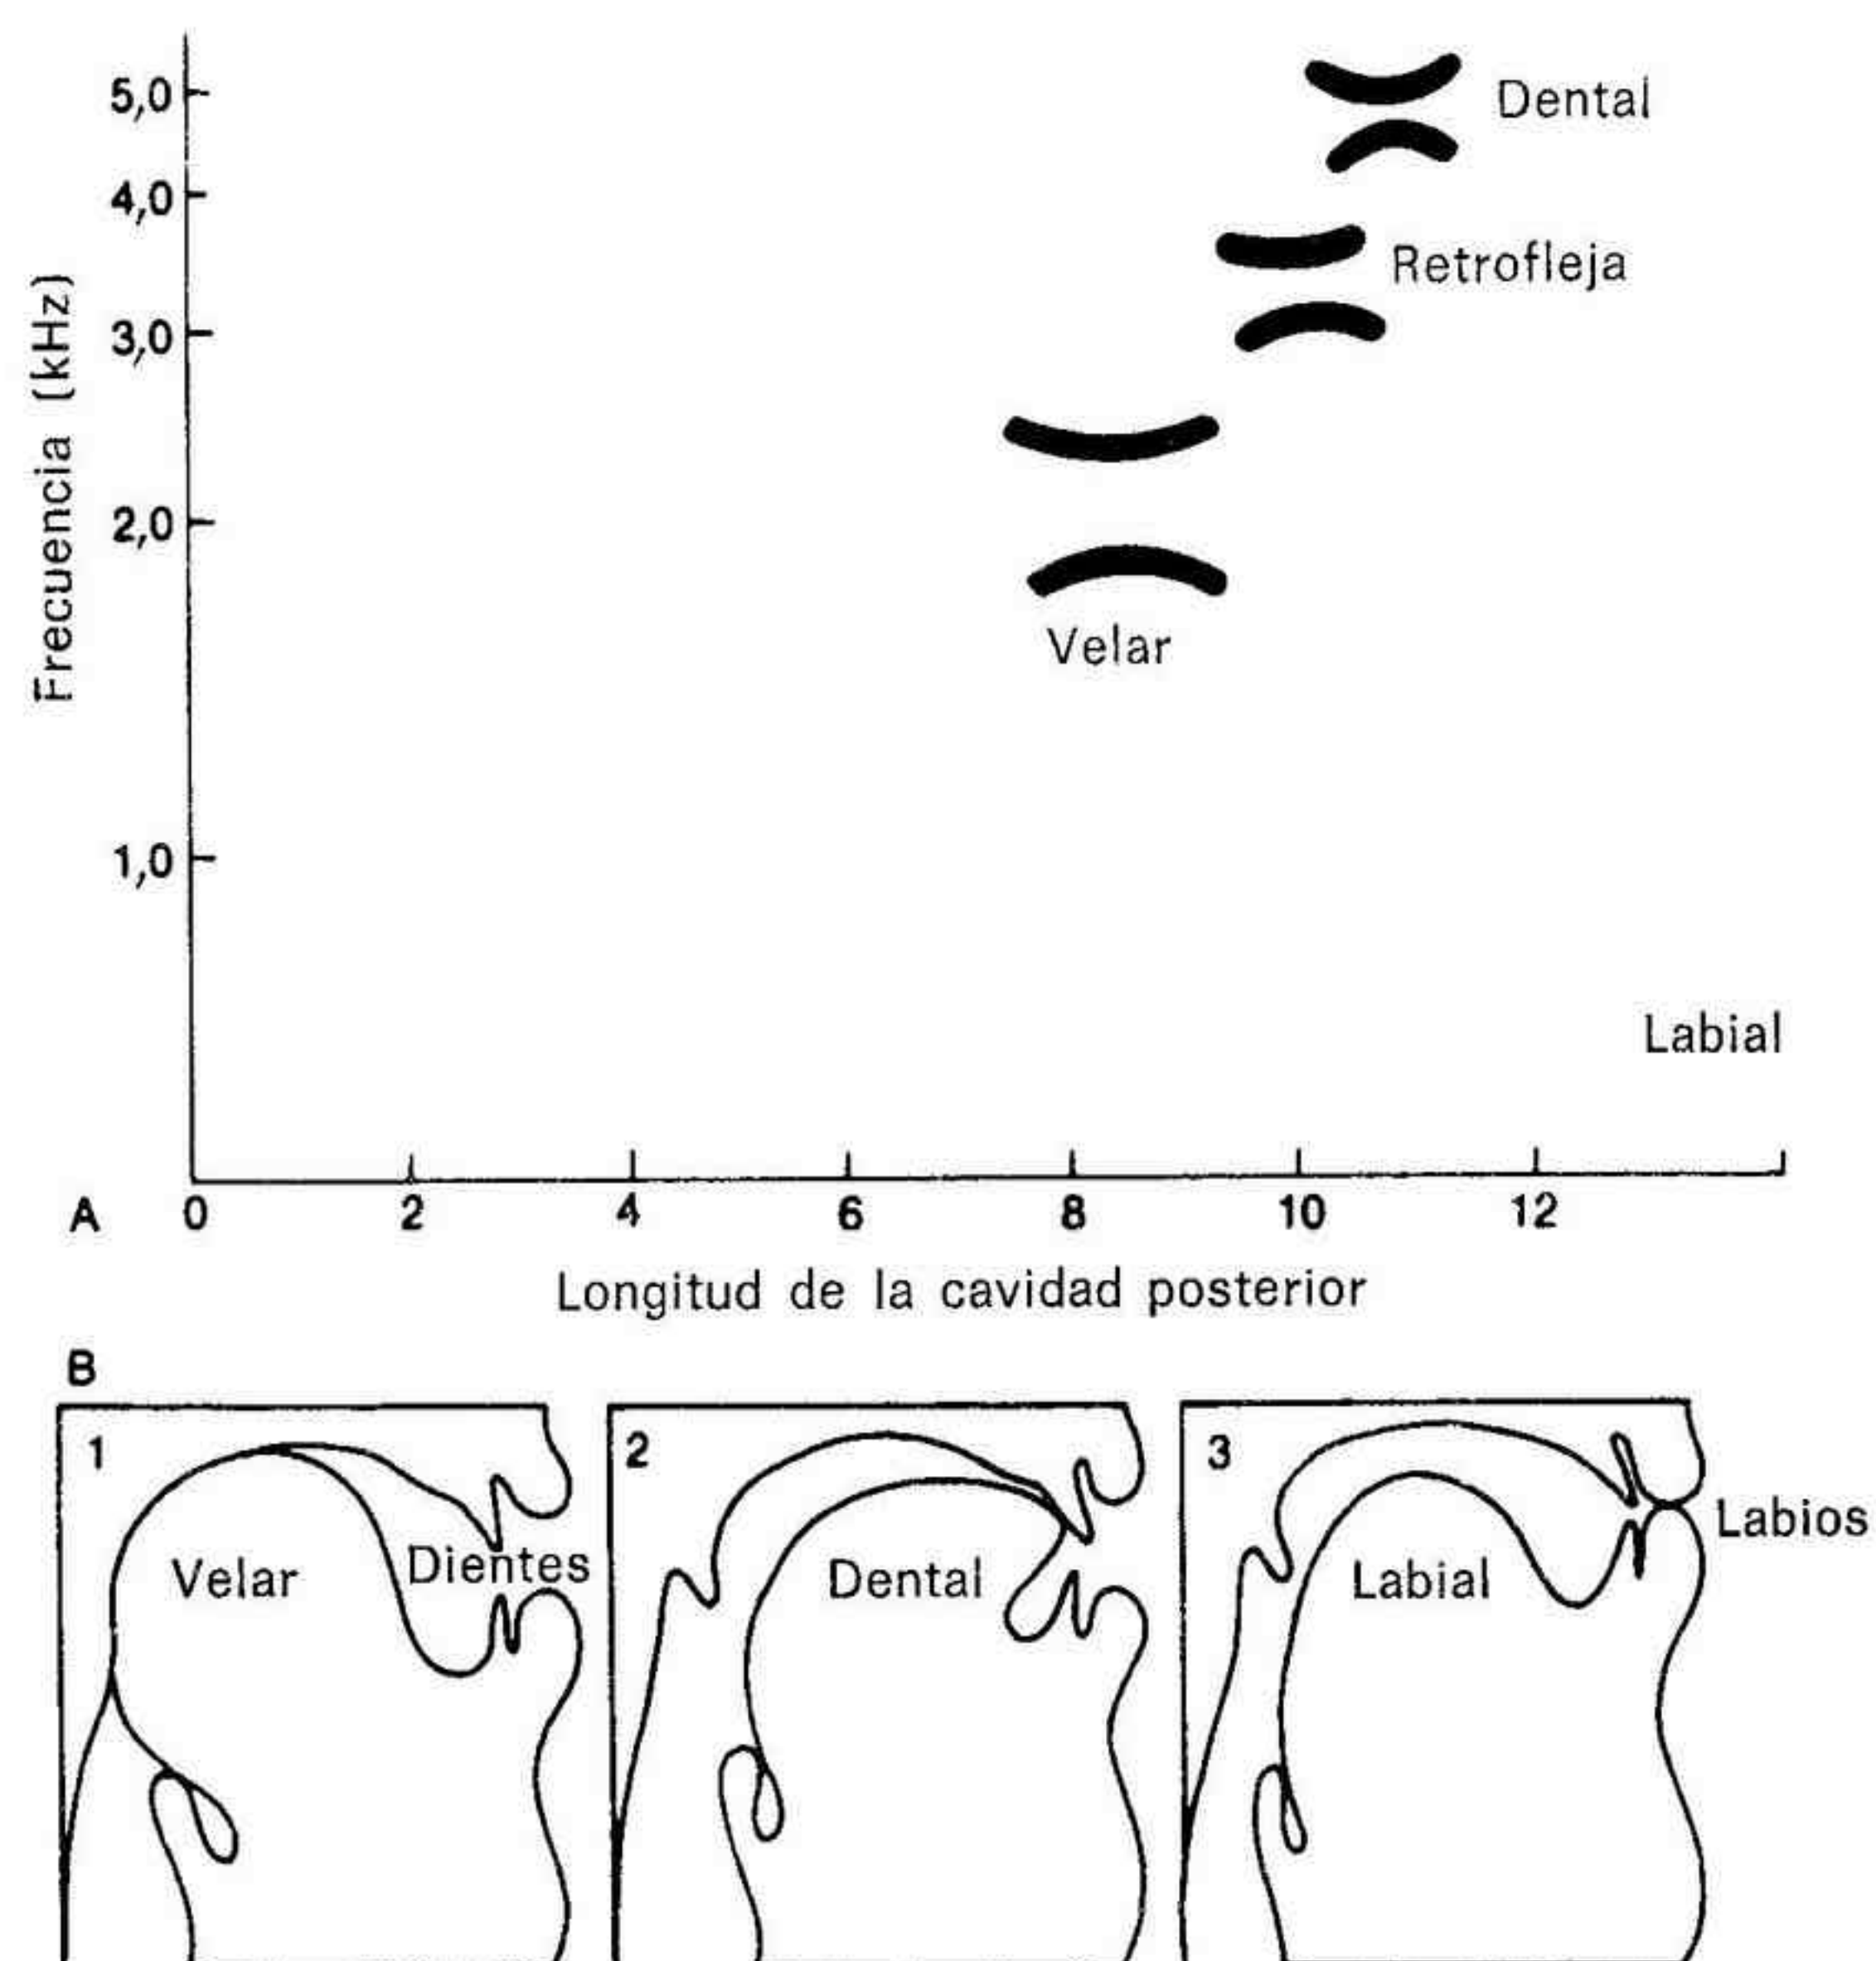 5,0
Dental
4,0
Retrofleja
3,0
Frecuencia (kHz)
2,0
Velar
1,0
Labial
A 0 2 4 6 8 10 12
Longitud de la cavidad posterior
B
1 2 3
Labios
Velar Dientes Dental Labial